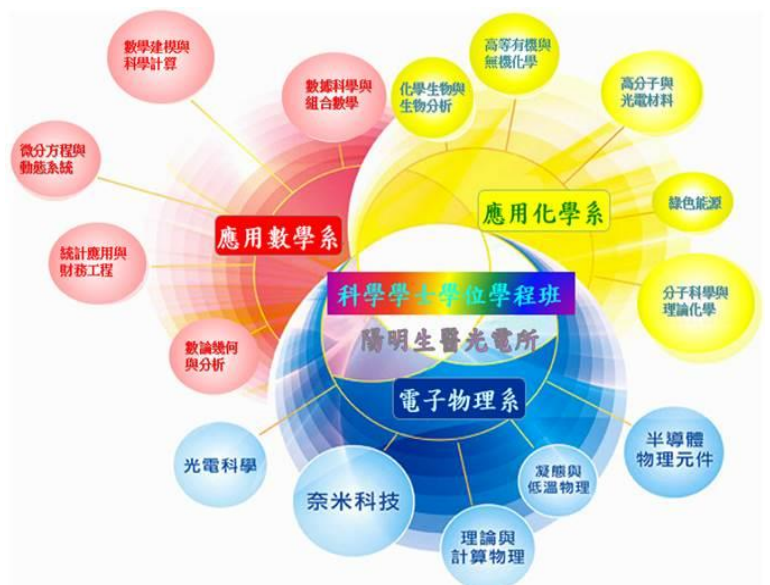 數學建模與
科學計算
數據科學與
組合數學
微分方程與
動態系統
統計應用與
財務工程
數論幾何
與分析
應用數學系
化學生物與
生物分析
高等有機與
無機化學
高分子與
光電材料
綠色能源
分子科學與
理論化學
應用化學系
科學學士學位學程班
陽明生醫光電所
電子物理系
光電科學
奈米科技
理論與
計算物理
凝態與
低溫物理
半導體
物理元件